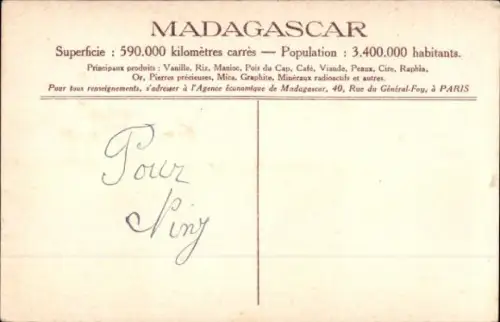 MADAGASCAR
Superficie : 590.000 kilomètres carrés — Population : 3.400.000 habitants.
Principaux produits : Vanille, Riz, Manioc, Pois du Cap, Café, Viande, Peaux, Cire, Raphia,
Or, Pierres précieuses, Mica, Graphite, Minéraux radioactifs et autres.
Pour tous renseignements, s'adresser à l'Agence économique de Madagascar, 40, Rue du Général-Foy, à PARIS
Pour
Niny